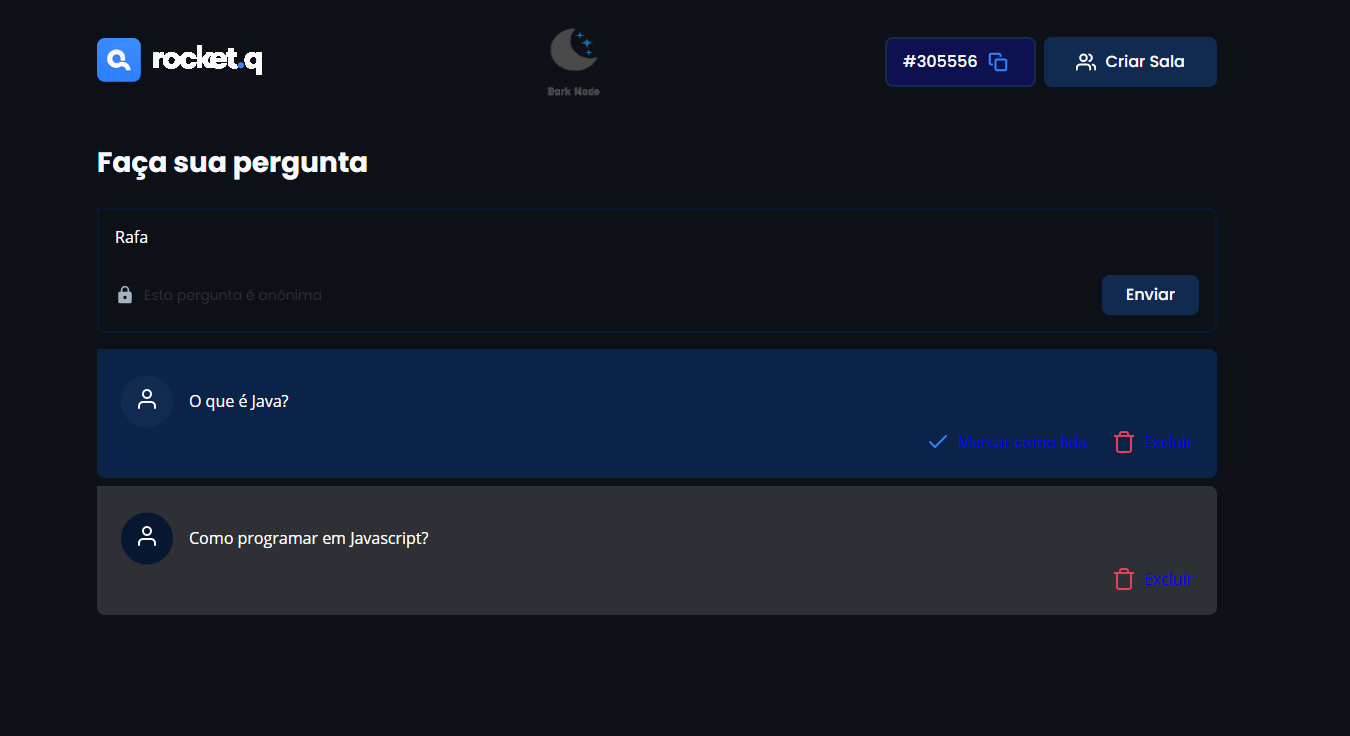 rocket.q
Dark Mode
#305556
Criar Sala
Faça sua pergunta
Rafa
Esta pergunta é anônima
Enviar
O que é Java?
Marcar como lida
Excluir
Como programar em Javascript?
Excluir